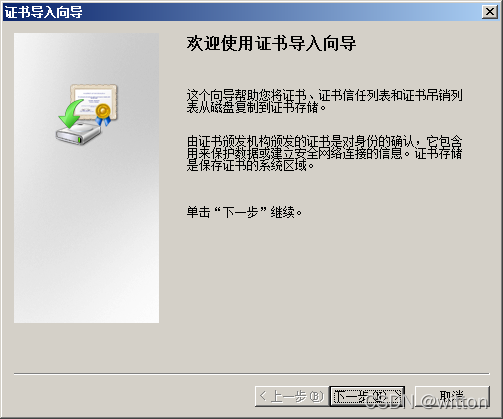 证书导入向导
欢迎使用证书导入向导
这个向导帮助您将证书、证书信任列表和证书吊销列
表从磁盘复制到证书存储。
由证书颁发机构颁发的证书是对身份的确认，它包含
用来保护数据或建立安全网络连接的信息。证书存储
是保存证书的系统区域。
单击“下一步”继续。
< 上一步(B) 下一步(N) > 取消
CSDN @witton